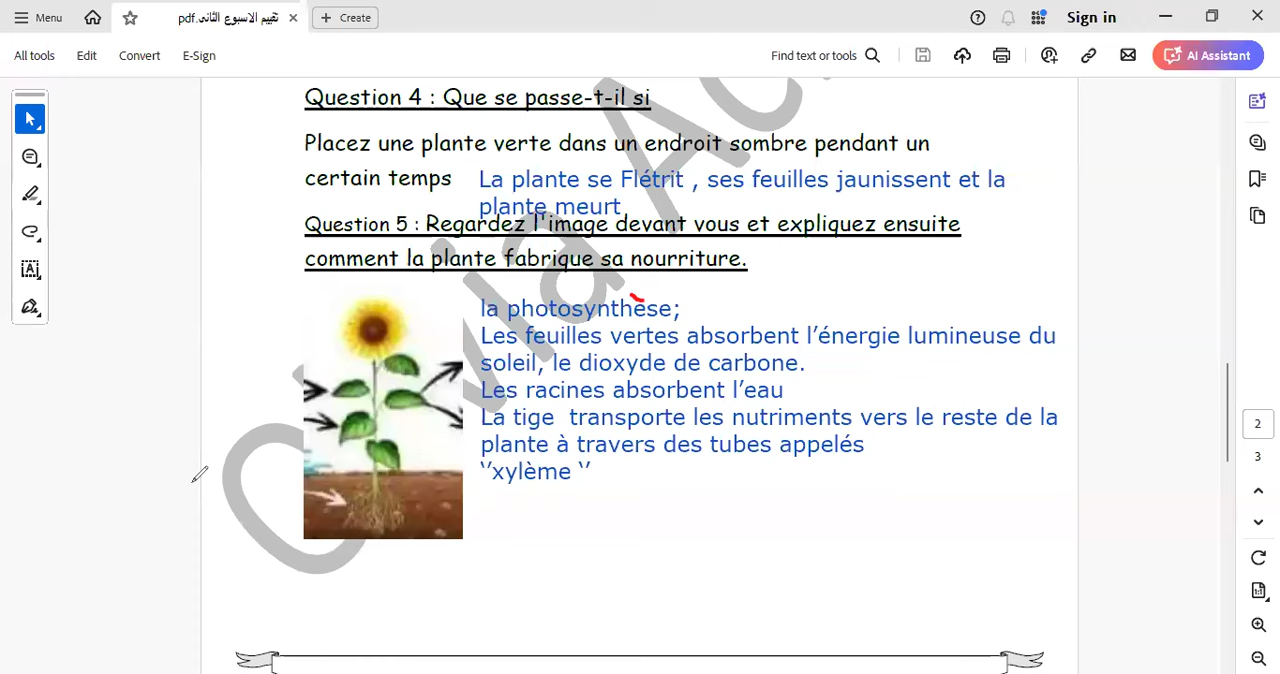 Menu
تقييم الاسبوع الثاني.pdf
Create
Sign in
All tools
Edit
Convert
E-Sign
Find text or tools
AI Assistant
Question 4 : Que se passe-t-il si
Placez une plante verte dans un endroit sombre pendant un
certain temps La plante se Flétrit , ses feuilles jaunissent et la
plante meurt
Question 5 : Regardez l'image devant vous et expliquez ensuite
comment la plante fabrique sa nourriture.
la photosynthèse;
Les feuilles vertes absorbent l’énergie lumineuse du
soleil, le dioxyde de carbone.
Les racines absorbent l’eau
La tige transporte les nutriments vers le reste de la
plante à travers des tubes appelés
‘’xylème ‘’
2
3